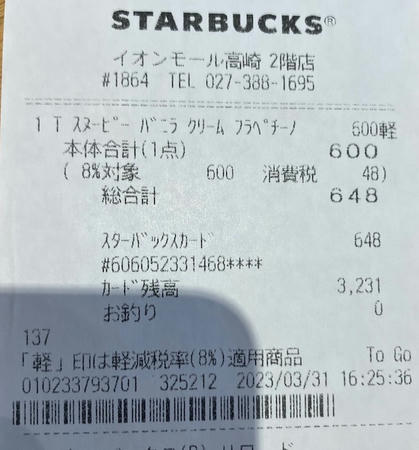 STARBUCKS®
イオンモール高崎 2階店
#1864 TEL 027-388-1695
1 T ｽﾇｰﾋﾟｰ ﾊﾞﾆﾗ ｸﾘｰﾑ ﾌﾗﾍﾟﾁｰﾉ 600軽
本体合計(1点) 600
( 8%対象 600 消費税 48)
総合計 648
ｽﾀｰﾊﾞｯｸｽｶｰﾄﾞ 648
#606052331468****
ｶｰﾄﾞ残高 3,231
お釣り 0
137
「軽」印は軽減税率(8%)適用商品 To Go
010233793701 325212 2023/03/31 16:25:36